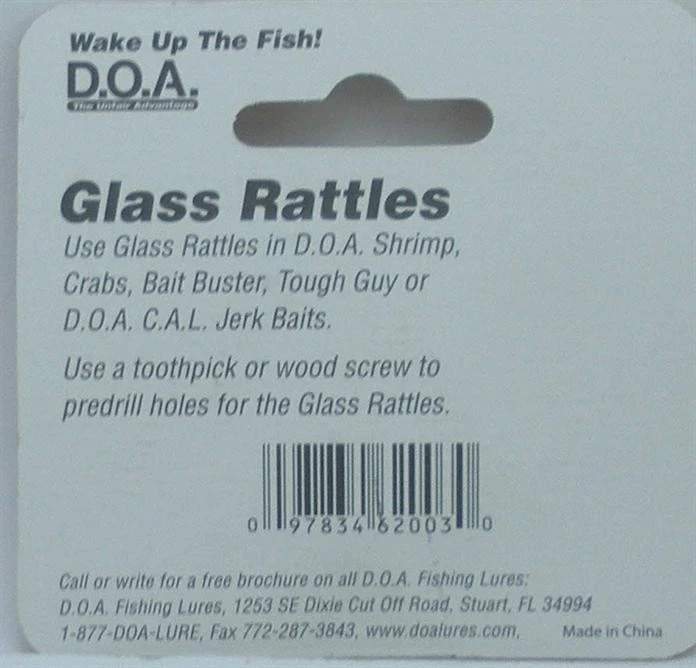 Wake Up The Fish!
D.O.A.
The Unfair Advantage
Glass Rattles
Use Glass Rattles in D.O.A. Shrimp,
Crabs, Bait Buster, Tough Guy or
D.O.A. C.A.L. Jerk Baits.
Use a toothpick or wood screw to
predrill holes for the Glass Rattles.
0 97834 62003 0
Call or write for a free brochure on all D.O.A. Fishing Lures:
D.O.A. Fishing Lures, 1253 SE Dixie Cut Off Road, Stuart, FL 34994
1-877-DOA-LURE, Fax 772-287-3843, www.doalures.com, Made in China